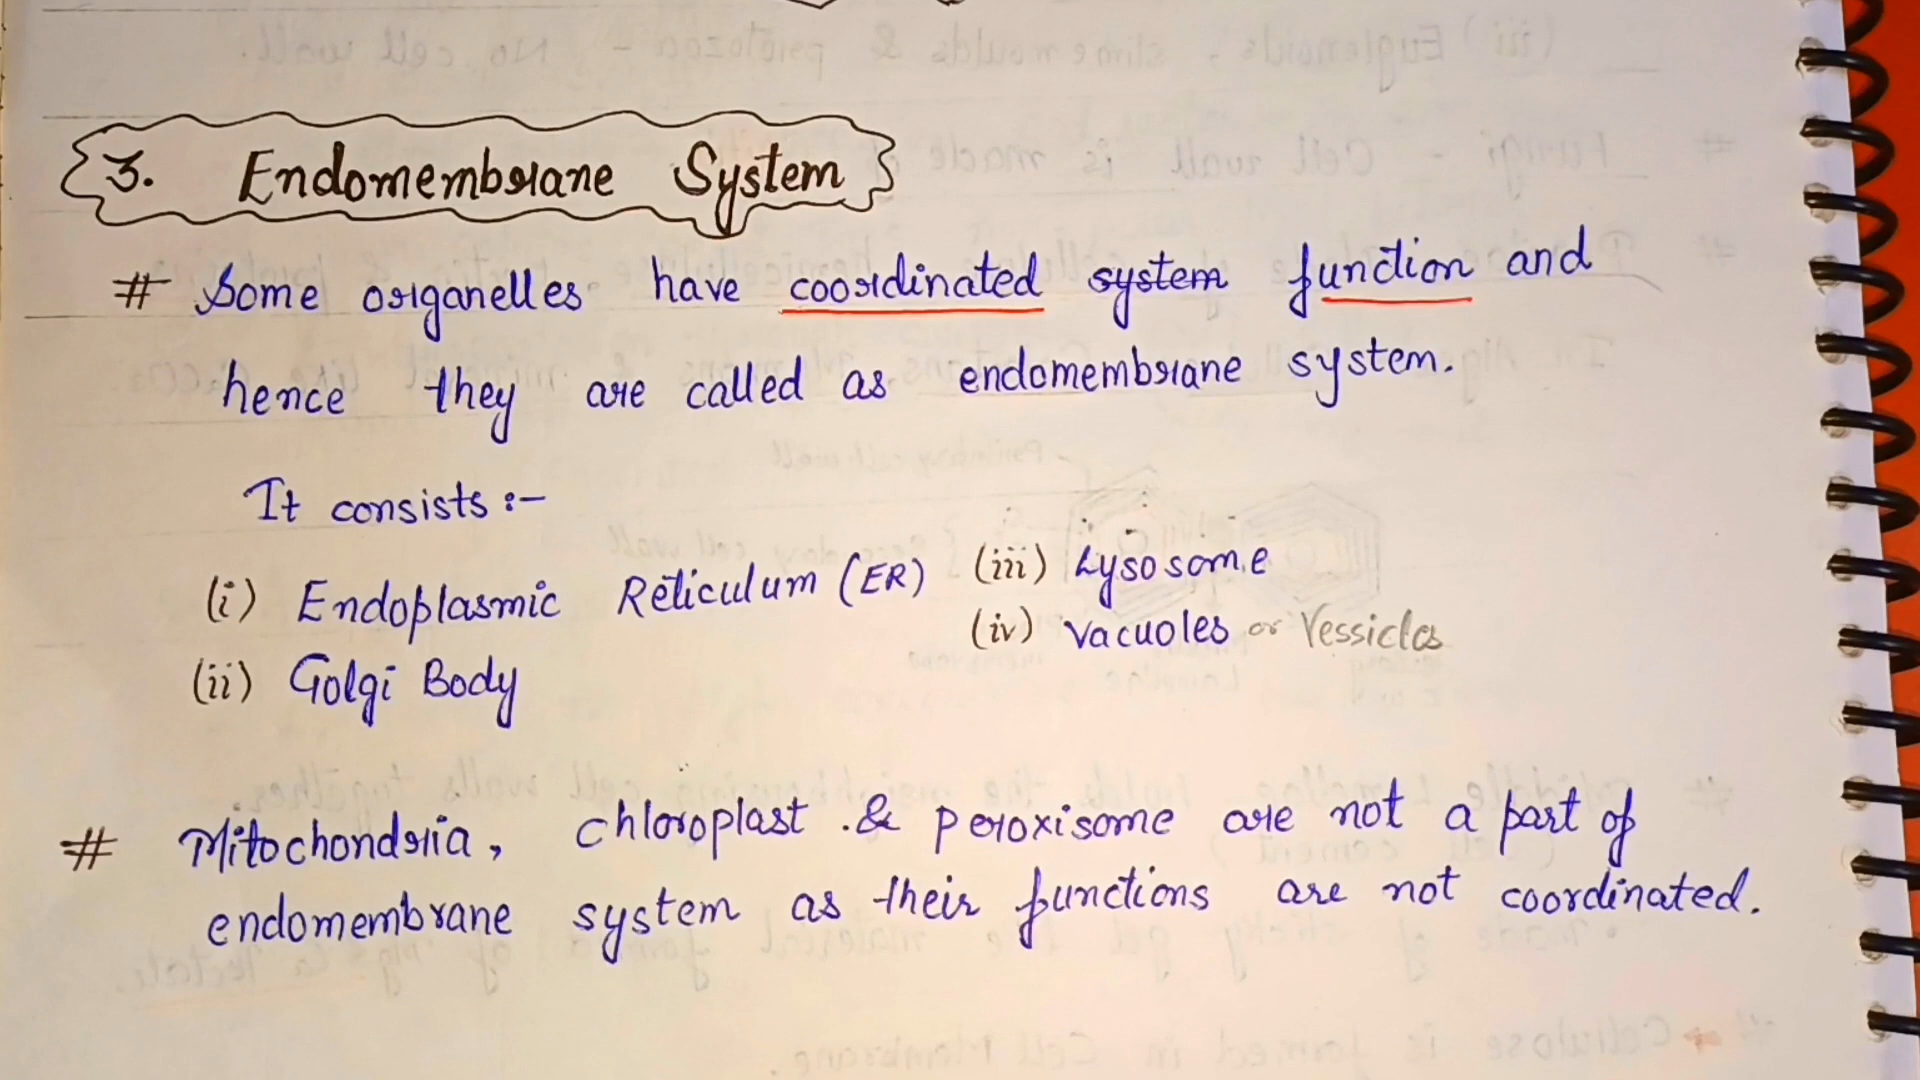 3. Endomembrane System
# Some organelles have coordinated system function and
hence they are called as endomembrane system.
It consists :-
(i) Endoplasmic Reticulum (ER)
(ii) Golgi Body
(iii) Lysosome
(iv) Vacuoles or Vessicles
# Mitochondria, chloroplast & peroxisome are not a part of
endomembrane system as their functions are not coordinated.